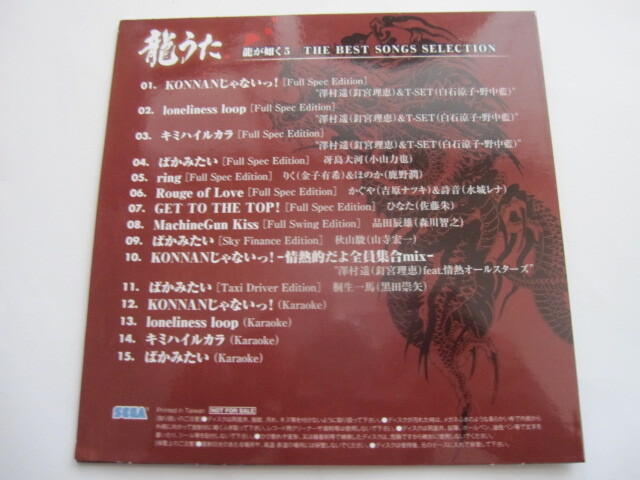 龍うた 龍が如く5 THE BEST SONGS SELECTION
01. KONNANじゃないっ! [Full Spec Edition]
"澤村遥(釘宮理恵)&T-SET(白石涼子・野中藍)"
02. loneliness loop [Full Spec Edition]
"澤村遥(釘宮理恵)&T-SET(白石涼子・野中藍)"
03. キミハイルカラ [Full Spec Edition]
"澤村遥(釘宮理恵)&T-SET(白石涼子・野中藍)"
04. ばかみたい [Full Spec Edition] 冴島大河(小山力也)
05. ring [Full Spec Edition] りく(金子有希)&ほのか(鹿野潤)
06. Rouge of Love [Full Spec Edition] かぐや(吉原ナツキ)&詩音(水城レナ)
07. GET TO THE TOP! [Full Spec Edition] ひなた(佐藤朱)
08. MachineGun Kiss [Full Swing Edition] 品田辰雄(森川智之)
09. ばかみたい [Sky Finance Edition] 秋山駿(山寺宏一)
10. KONNANじゃないっ!-情熱的だよ全員集合mix-
"澤村遥(釘宮理恵)feat.情熱オールスターズ"
11. ばかみたい [Taxi Driver Edition] 桐生一馬(黒田崇矢)
12. KONNANじゃないっ! (Karaoke)
13. loneliness loop (Karaoke)
14. キミハイルカラ (Karaoke)
15. ばかみたい (Karaoke)
SEGA
Printed in Taiwan NOT FOR SALE